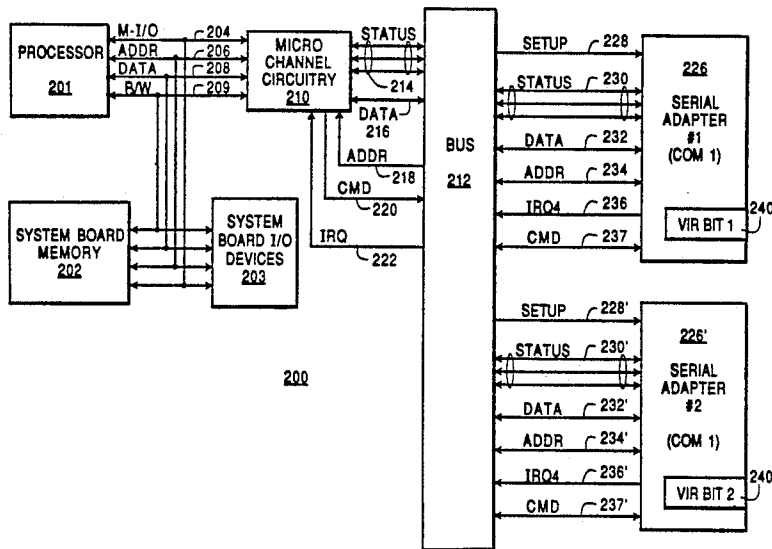 PROCESSOR
201
M-I/O 204
ADDR 206
DATA 208
R/W 209
MICRO
CHANNEL
CIRCUITRY
210
STATUS
214
DATA
216
ADDR
218
CMD
220
IRQ
222
SYSTEM BOARD
MEMORY
202
SYSTEM
BOARD I/O
DEVICES
203
200
BUS
212
SETUP 228
STATUS 230
DATA 232
ADDR 234
IRQ4 236
CMD 237
226
SERIAL
ADAPTER
#1
(COM 1)
VIR BIT 1
240
SETUP 228'
STATUS 230'
DATA 232'
ADDR 234'
IRQ4 236'
CMD 237'
226'
SERIAL
ADAPTER
#2
(COM 1)
VIR BIT 2
240